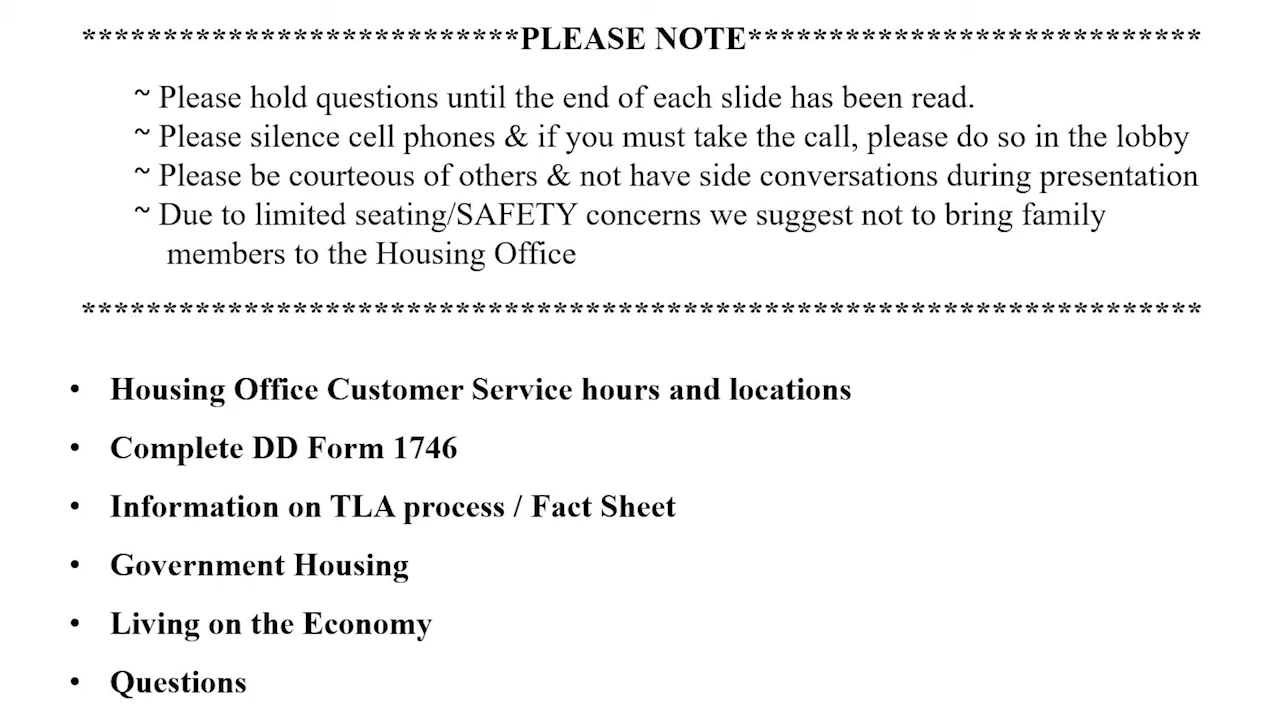 ***************************PLEASE NOTE****************************
~ Please hold questions until the end of each slide has been read.
~ Please silence cell phones & if you must take the call, please do so in the lobby
~ Please be courteous of others & not have side conversations during presentation
~ Due to limited seating/SAFETY concerns we suggest not to bring family
members to the Housing Office
*********************************************************************
• Housing Office Customer Service hours and locations
• Complete DD Form 1746
• Information on TLA process / Fact Sheet
• Government Housing
• Living on the Economy
• Questions